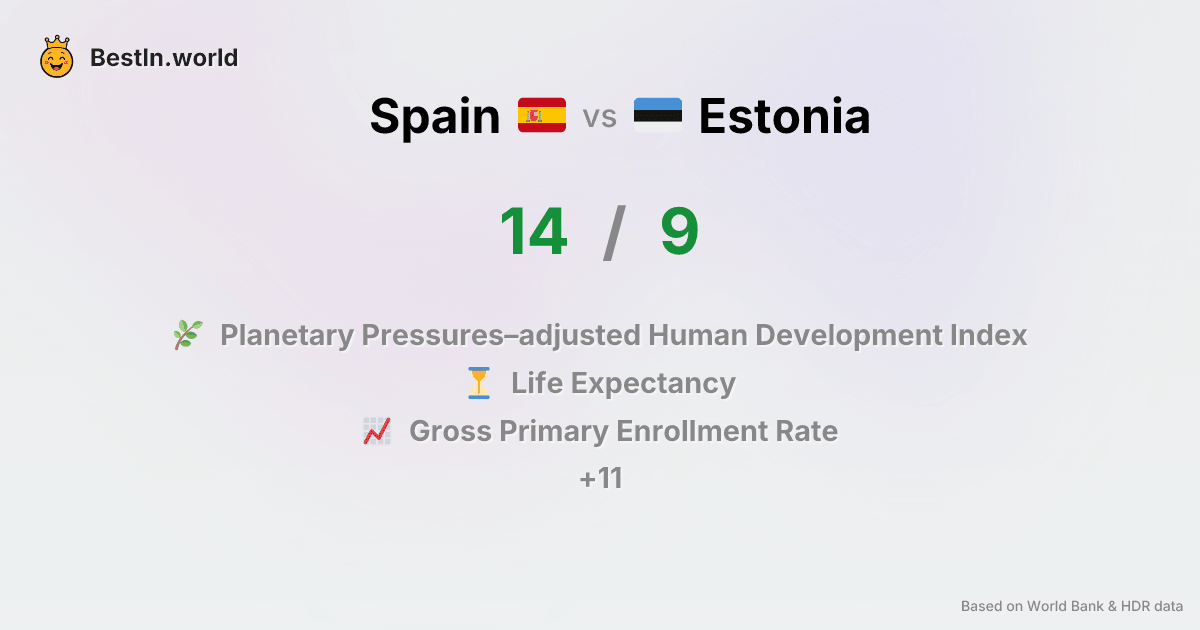 BestIn.world
Spain vs Estonia
14 / 9
Planetary Pressures–adjusted Human Development Index
Life Expectancy
Gross Primary Enrollment Rate
+11
Based on World Bank & HDR data